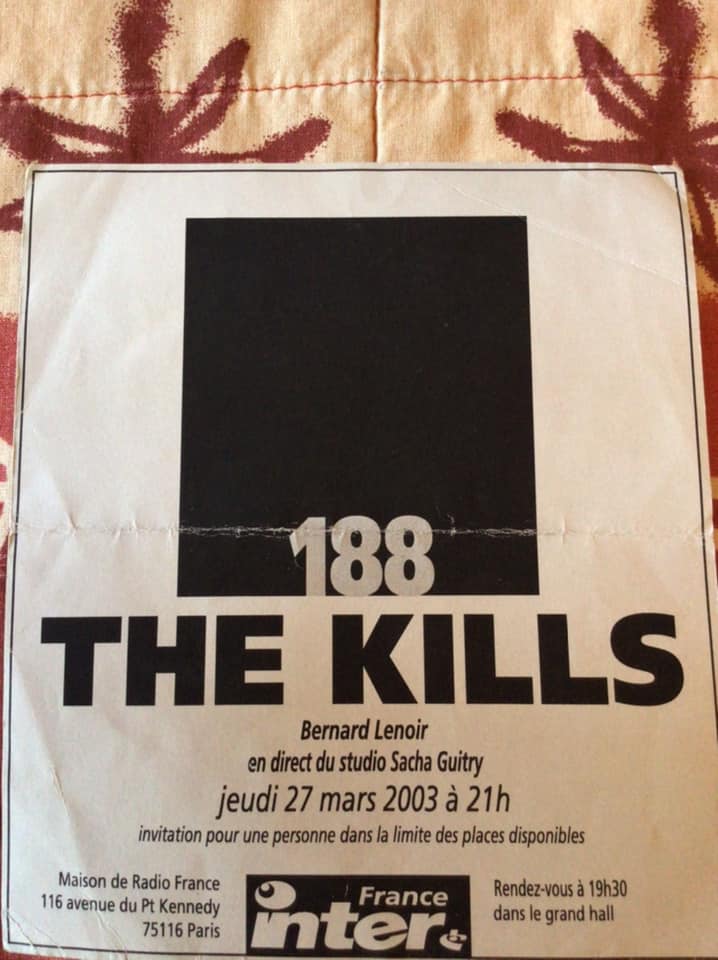 188
THE KILLS
Bernard Lenoir
en direct du studio Sacha Guitry
jeudi 27 mars 2003 à 21h
invitation pour une personne dans la limite des places disponibles
Maison de Radio France
116 avenue du Pt Kennedy
75116 Paris
France
inter
Rendez-vous à 19h30
dans le grand hall